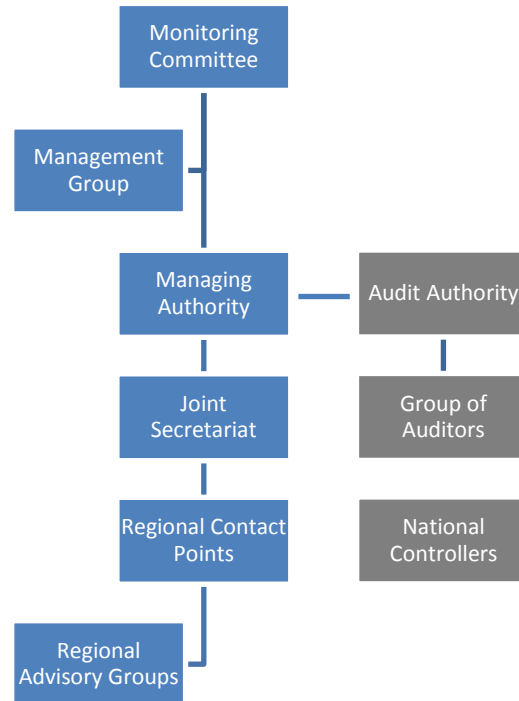 Monitoring
Committee
Management
Group
Managing
Authority
Audit Authority
Joint
Secretariat
Group of
Auditors
Regional Contact
Points
National
Controllers
Regional
Advisory Groups